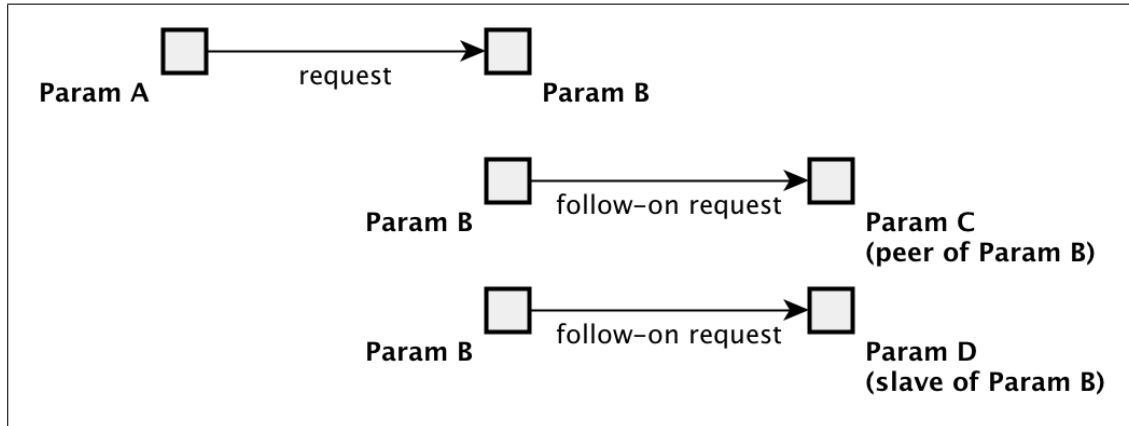 request
Param A
Param B
follow-on request
Param B
Param C
(peer of Param B)
follow-on request
Param B
Param D
(slave of Param B)